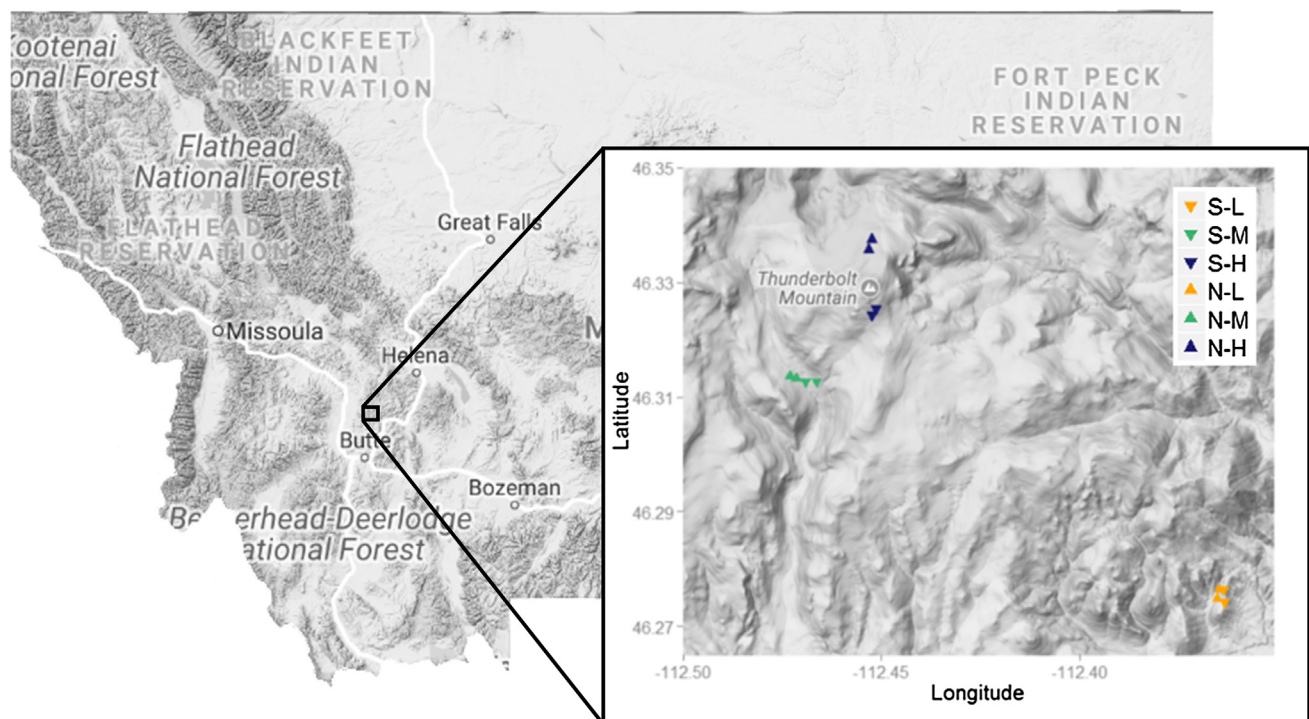 ootenai
onal Forest
BLACKFEET
INDIAN
RESERVATION
FORT PECK
INDIAN
RESERVATION
Flathead
National Forest
FLATHEAD
RESERVATION
Great Falls
Missoula
Helena
M
Butte
Bozeman
Be erhead-Deerlodge
ational Forest
46.35
46.33
46.31
46.29
46.27
Latitude
Thunderbolt
Mountain
S-L
S-M
S-H
N-L
N-M
N-H
-112.50
-112.45
-112.40
Longitude